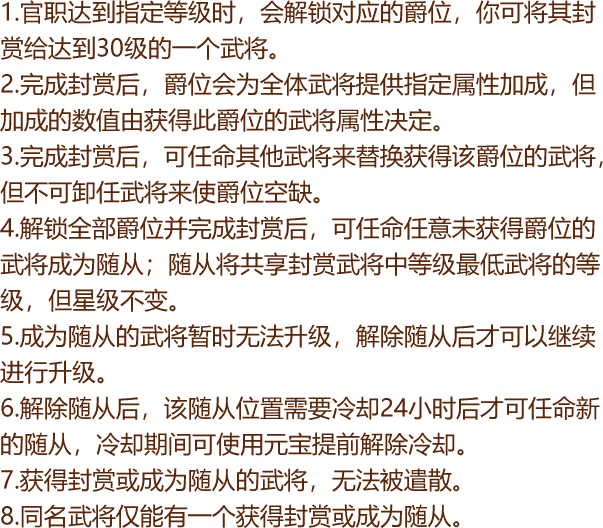 1.官职达到指定等级时，会解锁对应的爵位，你可将其封
赏给达到30级的一个武将。
2.完成封赏后，爵位会为全体武将提供指定属性加成，但
加成的数值由获得此爵位的武将属性决定。
3.完成封赏后，可任命其他武将来替换获得该爵位的武将，
但不可卸任武将来使爵位空缺。
4.解锁全部爵位并完成封赏后，可任命任意未获得爵位的
武将成为随从；随从将共享封赏武将中等级最低武将的等
级，但星级不变。
5.成为随从的武将暂时无法升级，解除随从后才可以继续
进行升级。
6.解除随从后，该随从位置需要冷却24小时后才可任命新
的随从，冷却期间可使用元宝提前解除冷却。
7.获得封赏或成为随从的武将，无法被遣散。
8.同名武将仅能有一个获得封赏或成为随从。